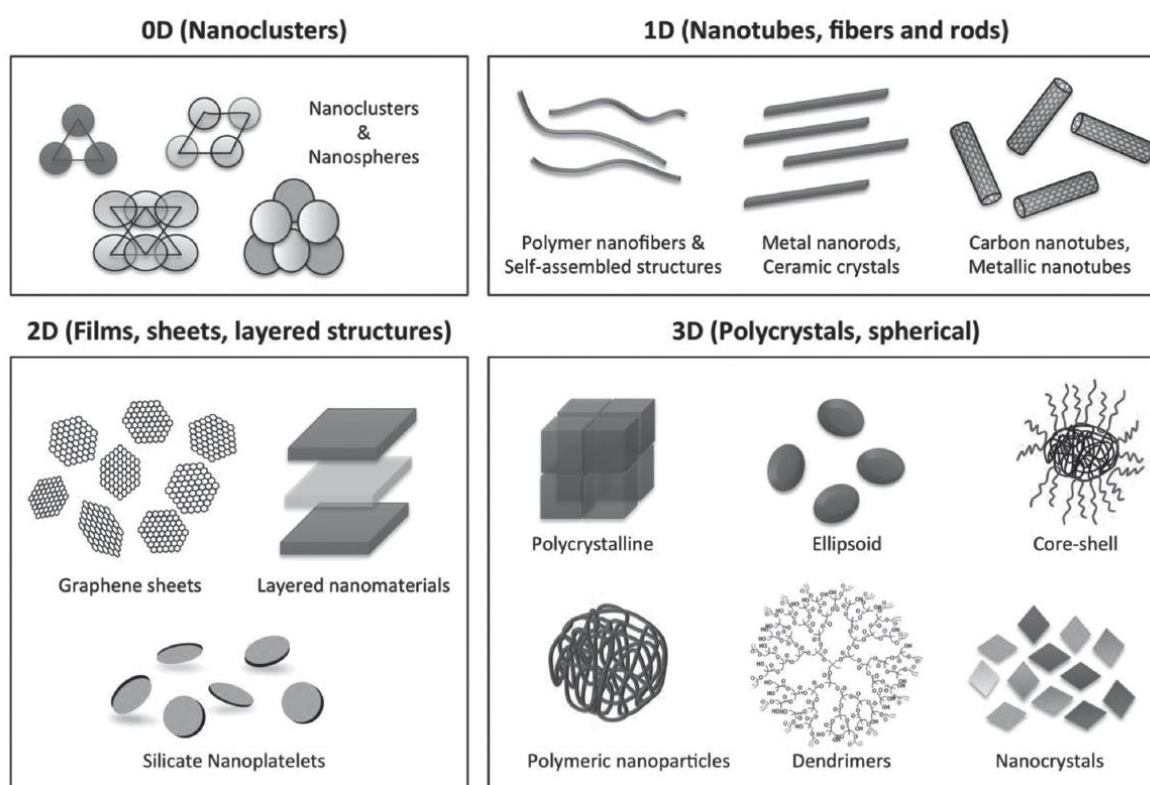 0D (Nanoclusters)
Nanoclusters
&
Nanospheres
1D (Nanotubes, fibers and rods)
Polymer nanofibers &
Self-assembled structures
Metal nanorods,
Ceramic crystals
Carbon nanotubes,
Metallic nanotubes
2D (Films, sheets, layered structures)
Graphene sheets
Layered nanomaterials
Silicate Nanoplatelets
3D (Polycrystals, spherical)
Polycrystalline
Ellipsoid
Core-shell
Polymeric nanoparticles
Dendrimers
Nanocrystals